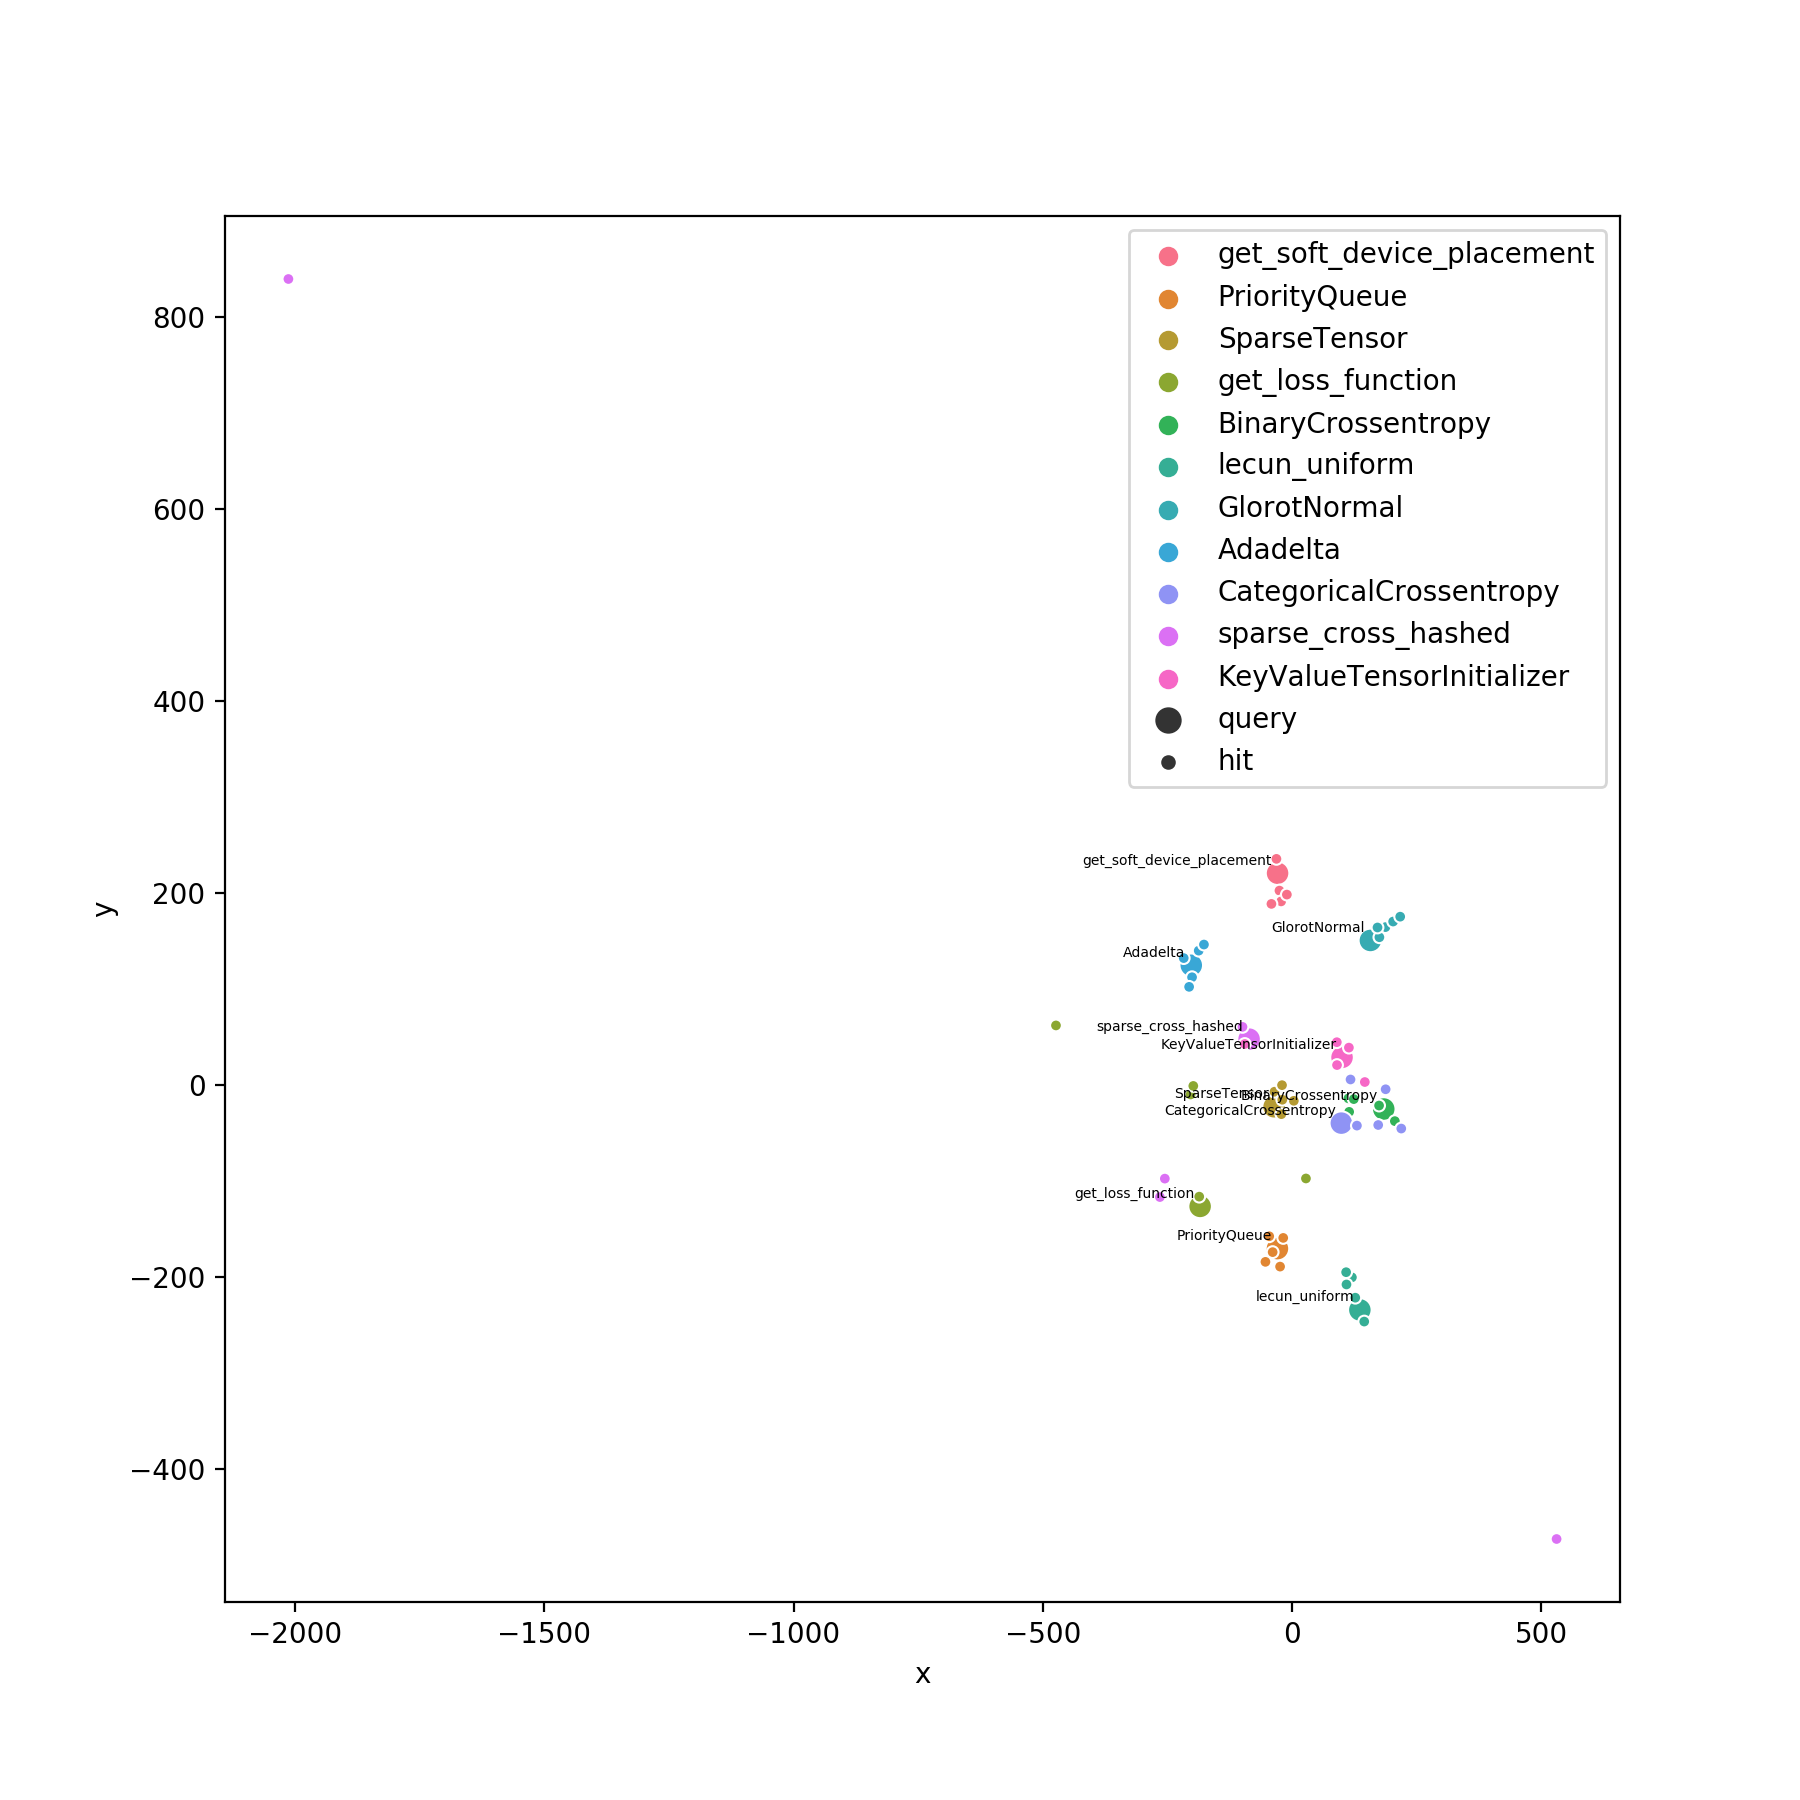 get_soft_device_placement
PriorityQueue
SparseTensor
get_loss_function
BinaryCrossentropy
lecun_uniform
GlorotNormal
Adadelta
CategoricalCrossentropy
sparse_cross_hashed
KeyValueTensorInitializer
query
hit
800
600
400
200
0
−200
−400
y
get_soft_device_placement
GlorotNormal
Adadelta
sparse_cross_hashed
KeyValueTensorInitializer
SparseTensor
BinaryCrossentropy
CategoricalCrossentropy
get_loss_function
PriorityQueue
lecun_uniform
−2000 −1500 −1000 −500 0 500
x